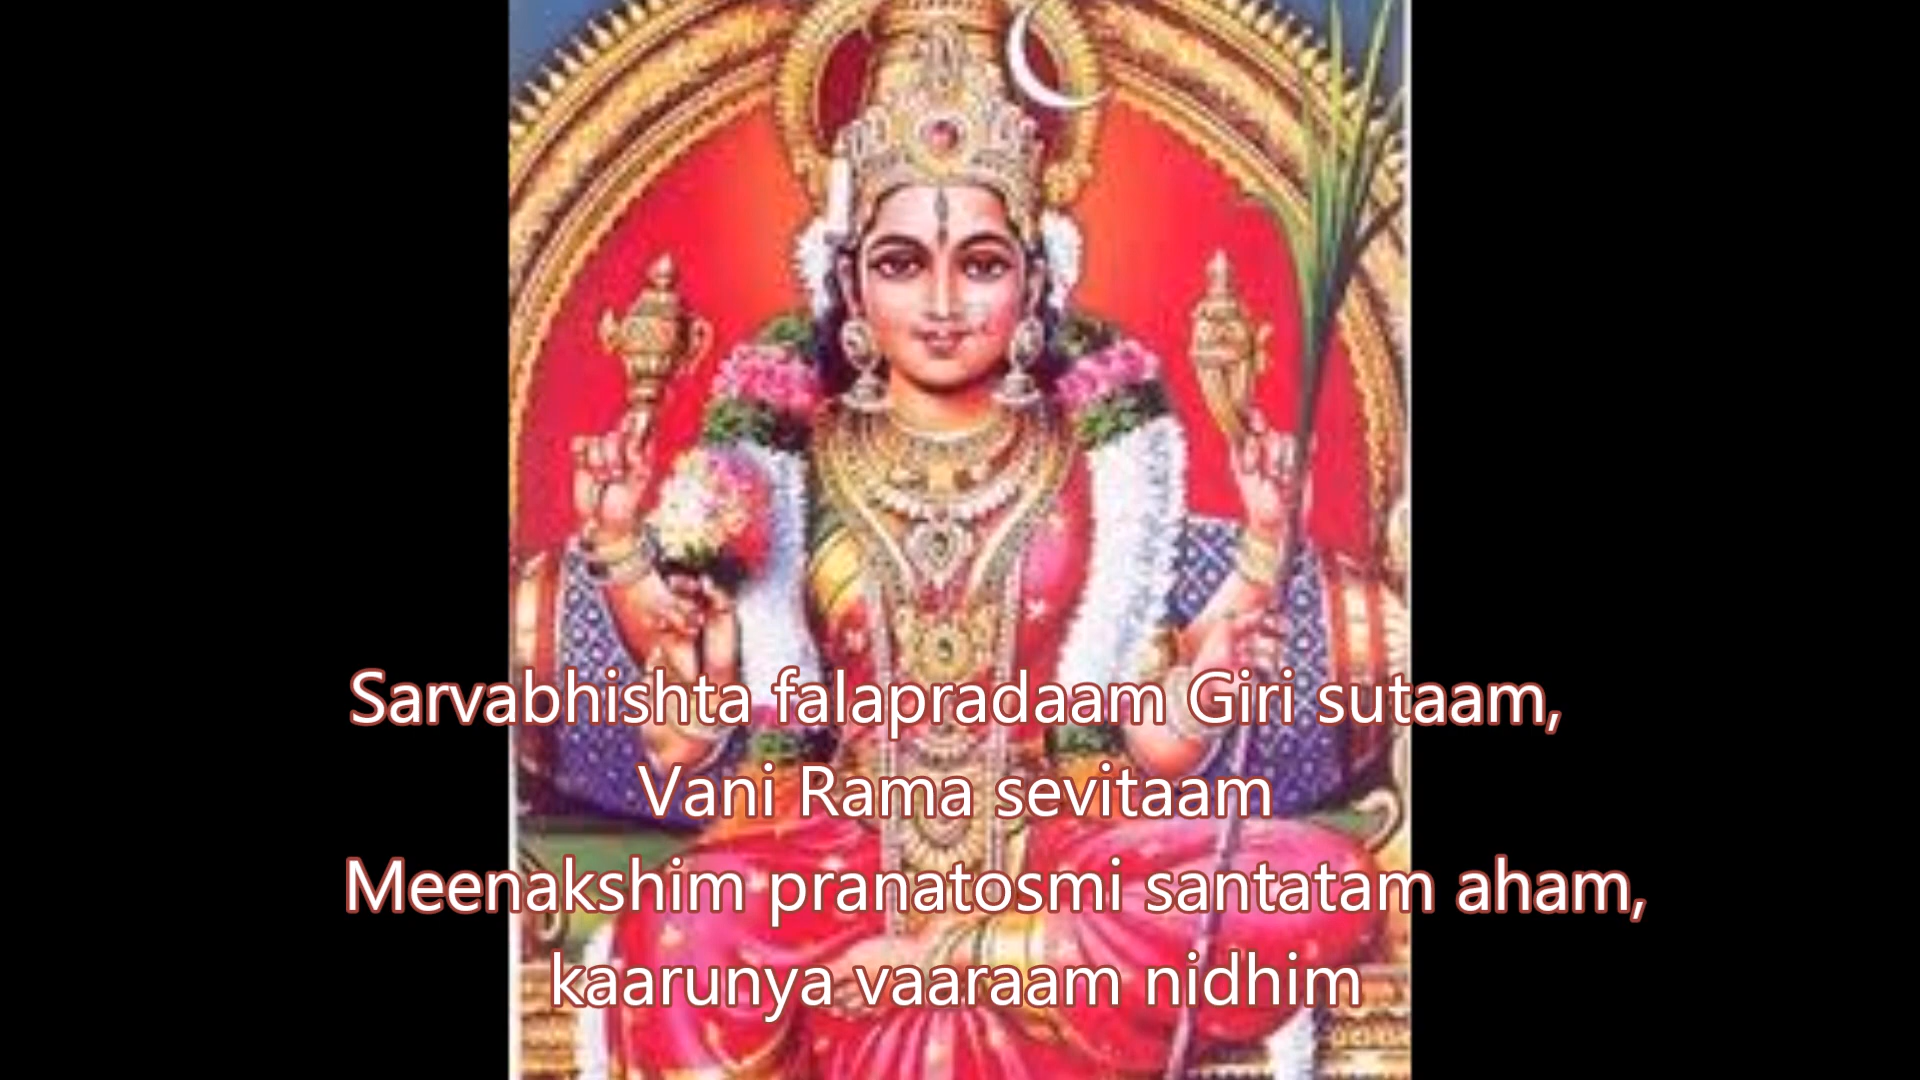 Sarvabhishta falapradaam Giri sutaam,
Vani Rama sevitaam
Meenakshim pranatosmi santatam aham,
kaarunya vaaraam nidhim